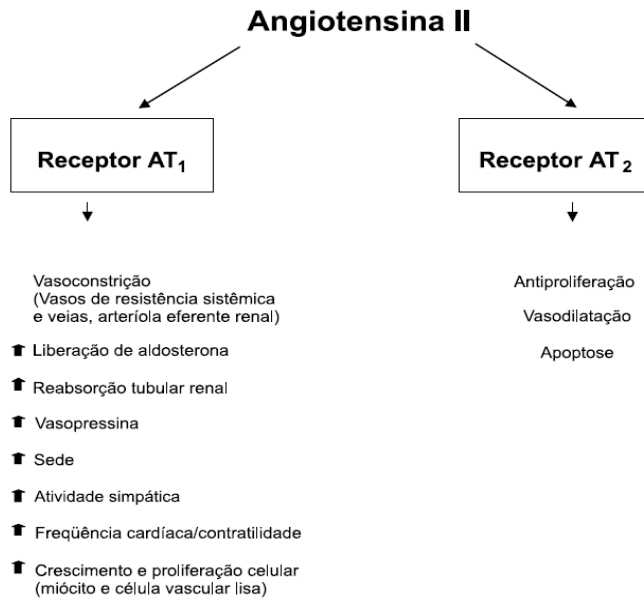 Angiotensina II
Receptor AT1
Receptor AT2
Vasoconstrição
(Vasos de resistência sistêmica
e veias, arteríola eferente renal)
Liberação de aldosterona
Reabsorção tubular renal
Vasopressina
Sede
Atividade simpática
Freqüência cardíaca/contratilidade
Crescimento e proliferação celular
(miócito e célula vascular lisa)
Antiproliferação
Vasodilatação
Apoptose